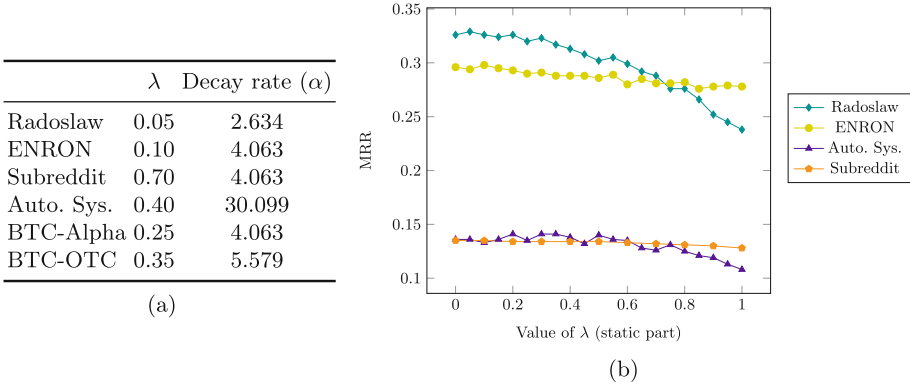 λ Decay rate (α)
Radoslaw 0.05 2.634
ENRON 0.10 4.063
Subreddit 0.70 4.063
Auto. Sys. 0.40 30.099
BTC-Alpha 0.25 4.063
BTC-OTC 0.35 5.579
(a)
0.35
0.3
0.25
0.2
0.15
0.1
MRR
0 0.2 0.4 0.6 0.8 1
Value of λ (static part)
Radoslaw
ENRON
Auto. Sys.
Subreddit
(b)